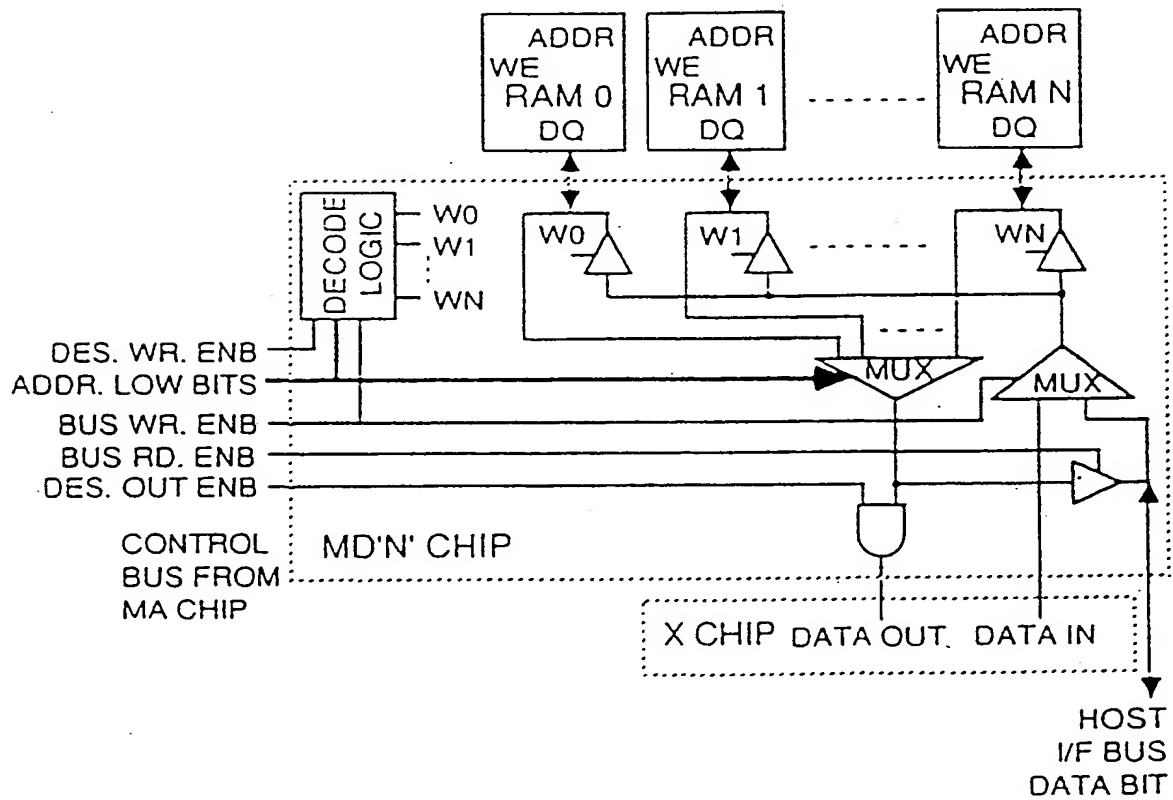 ADDR
WE
RAM 0
DQ
ADDR
WE
RAM 1
DQ
ADDR
WE
RAM N
DQ
DECODE
LOGIC
W0
W1
WN
W0
W1
WN
DES. WR. ENB
ADDR. LOW BITS
BUS WR. ENB
BUS RD. ENB
DES. OUT ENB
MUX
MUX
CONTROL
BUS FROM
MA CHIP
MD'N' CHIP
X CHIP DATA OUT. DATA IN
HOST
I/F BUS
DATA BIT